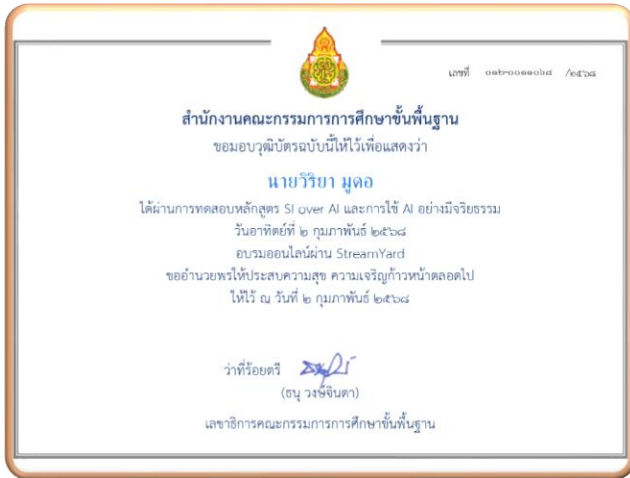 เลขที่ /๒๕๖๘
สำนักงานคณะกรรมการการศึกษาขั้นพื้นฐาน
ขอมอบวุฒิบัตรฉบับนี้ให้ไว้เพื่อแสดงว่า
นายวิริยา มูดอ
ได้ผ่านการทดสอบหลักสูตร SI over AI และการใช้ AI อย่างมีจริยธรรม
วันอาทิตย์ที่ ๒ กุมภาพันธ์ ๒๕๖๘
อบรมออนไลน์ผ่าน StreamYard
ขออำนวยพรให้ประสบความสุข ความเจริญก้าวหน้าตลอดไป
ให้ไว้ ณ วันที่ ๒ กุมภาพันธ์ ๒๕๖๘
ว่าที่ร้อยตรี
(ธนุ วงษ์จินดา)
เลขาธิการคณะกรรมการการศึกษาขั้นพื้นฐาน